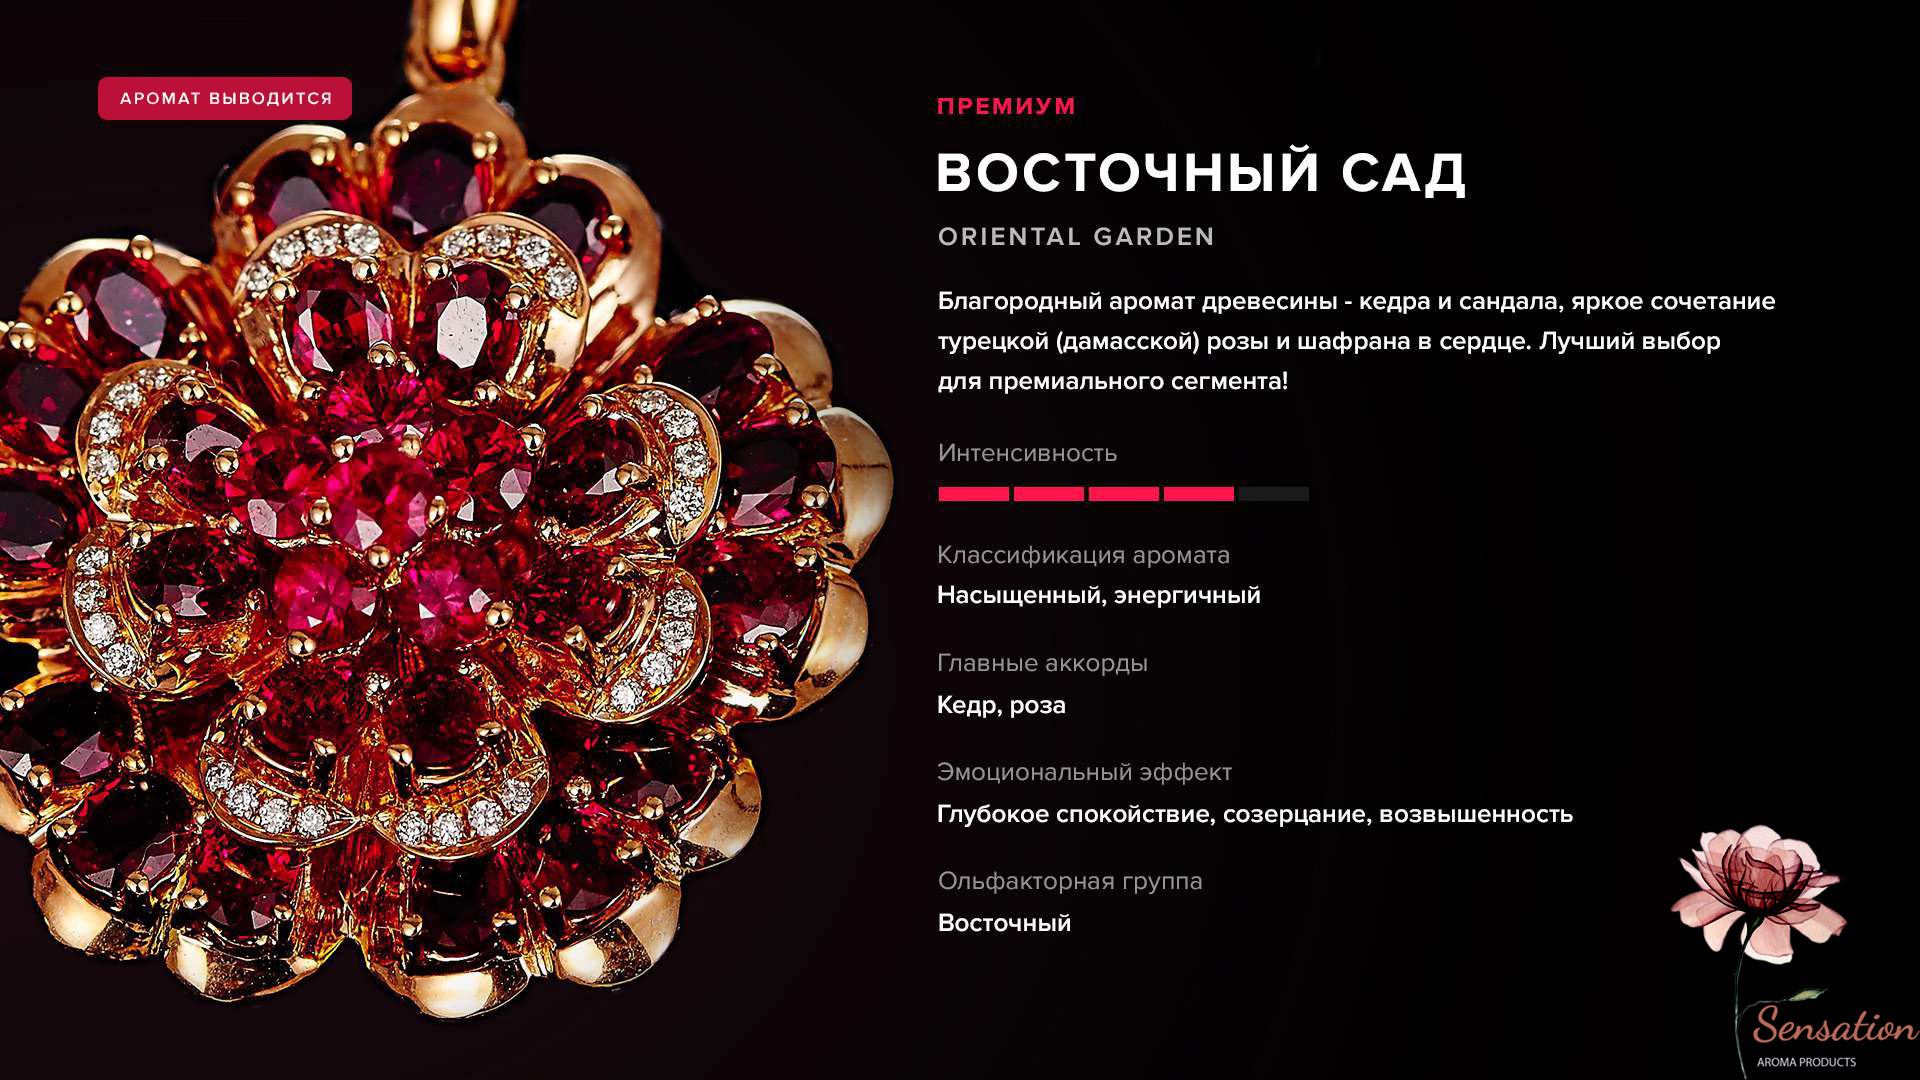 АРОМАТ ВЫВОДИТСЯ
ПРЕМИУМ
ВОСТОЧНЫЙ САД
ORIENTAL GARDEN
Благородный аромат древесины - кедра и сандала, яркое сочетание
турецкой (дамасской) розы и шафрана в сердце. Лучший выбор
для премиального сегмента!
Интенсивность
Классификация аромата
Насыщенный, энергичный
Главные аккорды
Кедр, роза
Эмоциональный эффект
Глубокое спокойствие, созерцание, возвышенность
Ольфакторная группа
Восточный
Sensation
AROMA PRODUCTS